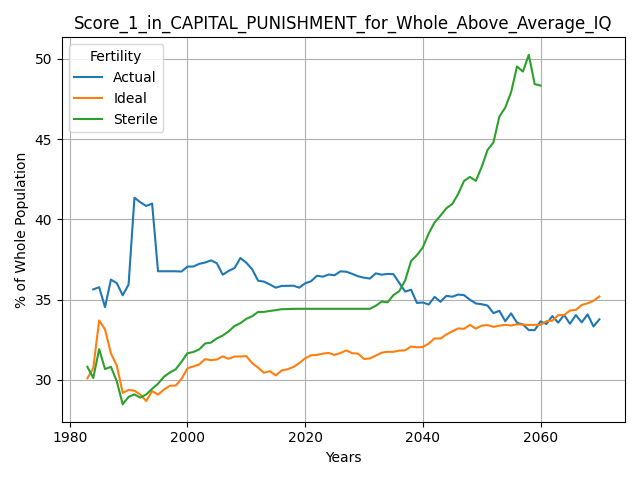 Score_1_in_CAPITAL_PUNISHMENT_for_Whole_Above_Average_IQ
Fertility
Actual
Ideal
Sterile
% of Whole Population
50
45
40
35
30
1980
2000
2020
2040
2060
Years